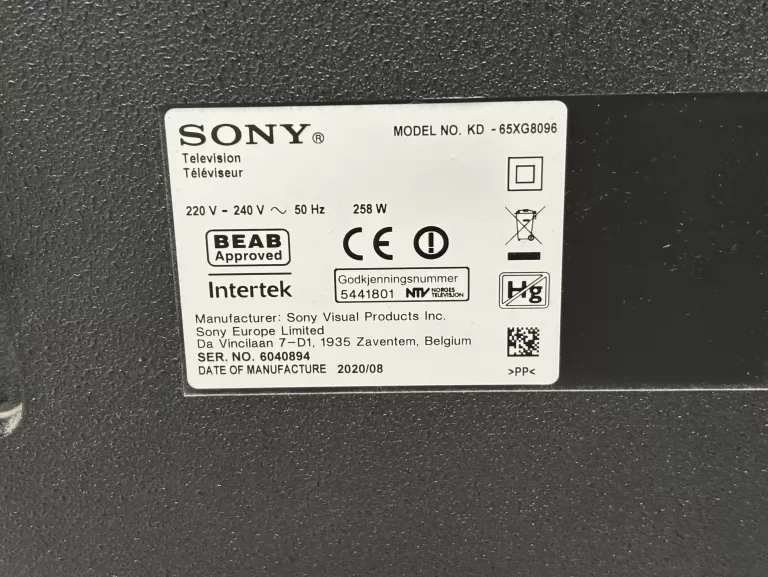 SONY® MODEL NO. KD - 65XG8096
Television
Téléviseur
220 V - 240 V ~ 50 Hz 258 W
BEAB
Approved
CE
Intertek
Godkjenningsnummer
5441801 NTV NORGES TELEVISJON
Hg
Manufacturer: Sony Visual Products Inc.
Sony Europe Limited
Da Vincilaan 7-D1, 1935 Zaventem, Belgium
SER. NO. 6040894
DATE OF MANUFACTURE 2020/08
>PP<